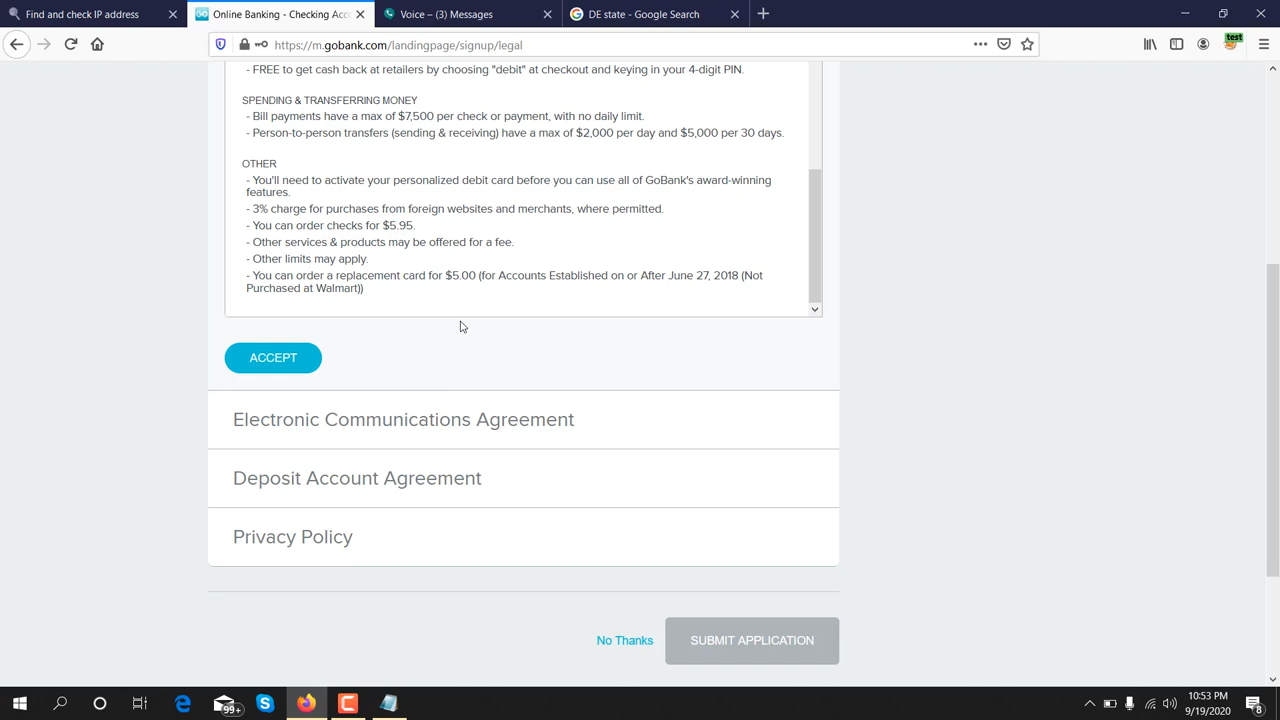 Find and check IP address
Online Banking - Checking Acc
Voice – (3) Messages
DE state - Google Search
https://m.gobank.com/landingpage/signup/legal
test
- FREE to get cash back at retailers by choosing "debit" at checkout and keying in your 4-digit PIN.
SPENDING & TRANSFERRING MONEY
- Bill payments have a max of $7,500 per check or payment, with no daily limit.
- Person-to-person transfers (sending & receiving) have a max of $2,000 per day and $5,000 per 30 days.
OTHER
- You'll need to activate your personalized debit card before you can use all of GoBank's award-winning
features.
- 3% charge for purchases from foreign websites and merchants, where permitted.
- You can order checks for $5.95.
- Other services & products may be offered for a fee.
- Other limits may apply.
- You can order a replacement card for $5.00 (for Accounts Established on or After June 27, 2018 (Not
Purchased at Walmart))
ACCEPT
Electronic Communications Agreement
Deposit Account Agreement
Privacy Policy
No Thanks
SUBMIT APPLICATION
99+
10:53 PM
9/19/2020
8